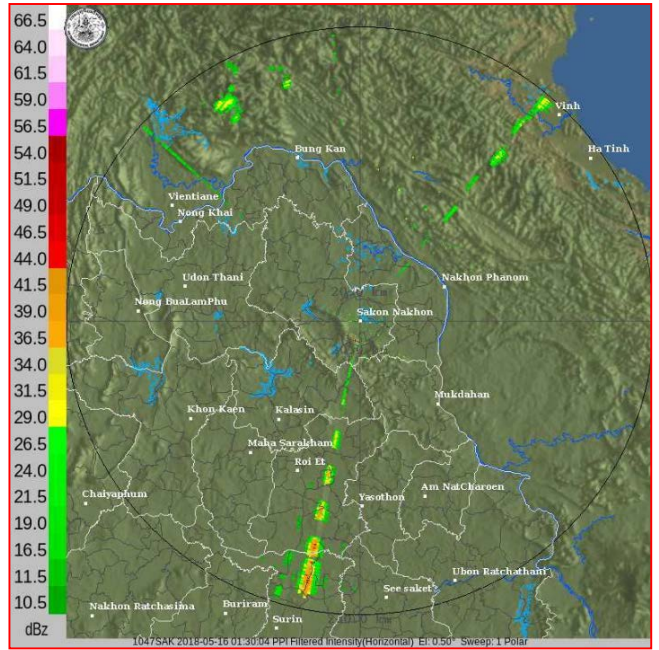 66.5
64.0
61.5
59.0
56.5
54.0
51.5
49.0
46.5
44.0
41.5
39.0
36.5
34.0
31.5
29.0
26.5
24.0
21.5
19.0
16.5
11.5
10.5
dBz
Vinh
Ha Tinh
Bung Kan
Vientiane
Nong Khai
Udon Thani
Nakhon Phanom
Nong BuaLamPhu
Sakon Nakhon
Mukdahan
Khon Kaen
Kalasin
Maha Sarakham
Roi Et
Chaiyaphum
Am NatCharoen
Yasothon
Ubon Ratchathani
See saket
Nakhon Ratchasima
Buriram
Surin
1047SAK 2018-05-16 01:30:04 PPI Filtered Intensity(Horizontal) El: 0.50° Sweep: 1 Polar